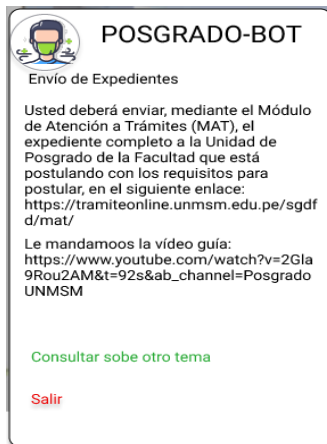 POSGRADO-BOT
Envío de Expedientes
Usted deberá enviar, mediante el Módulo
de Atención a Trámites (MAT), el
expediente completo a la Unidad de
Posgrado de la Facultad que está
postulando con los requisitos para
postular, en el siguiente enlace:
https://tramiteonline.unmsm.edu.pe/sgdf
d/mat/
Le mandamoos la vídeo guía:
https://www.youtube.com/watch?v=2Gla
9Rou2AM&t=92s&ab_channel=Posgrado
UNMSM
Consultar sobe otro tema
Salir